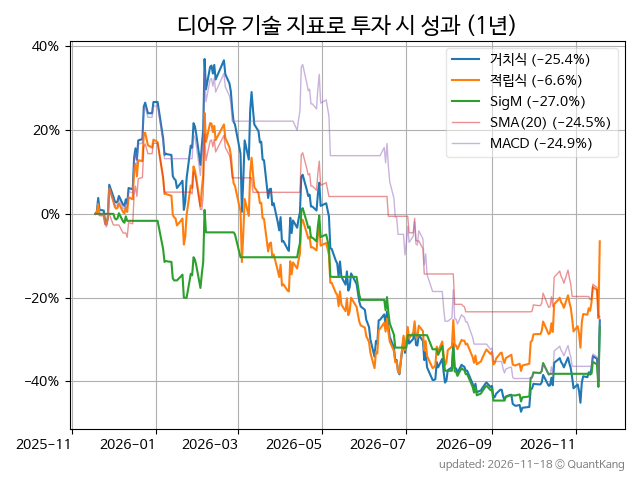 디어유 기술 지표로 투자 시 성과 (1년)
40%
20%
0%
−20%
−40%
거치식 (−25.4%)
적립식 (−6.6%)
SigM (−27.0%)
SMA(20) (−24.5%)
MACD (−24.9%)
2025-11
2026-01
2026-03
2026-05
2026-07
2026-09
2026-11
updated: 2026-11-18 © QuantKang